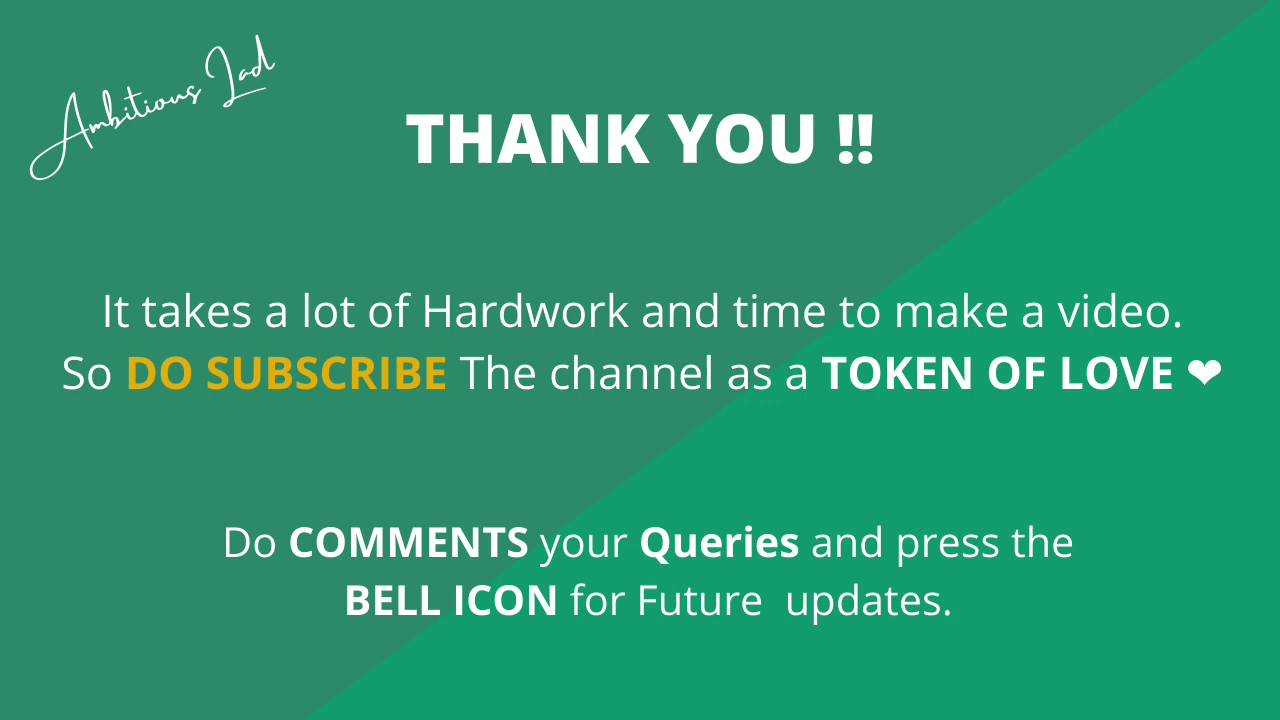 Ambitious Lad
THANK YOU !!
It takes a lot of Hardwork and time to make a video.
So DO SUBSCRIBE The channel as a TOKEN OF LOVE ❤
Do COMMENTS your Queries and press the
BELL ICON for Future  updates.